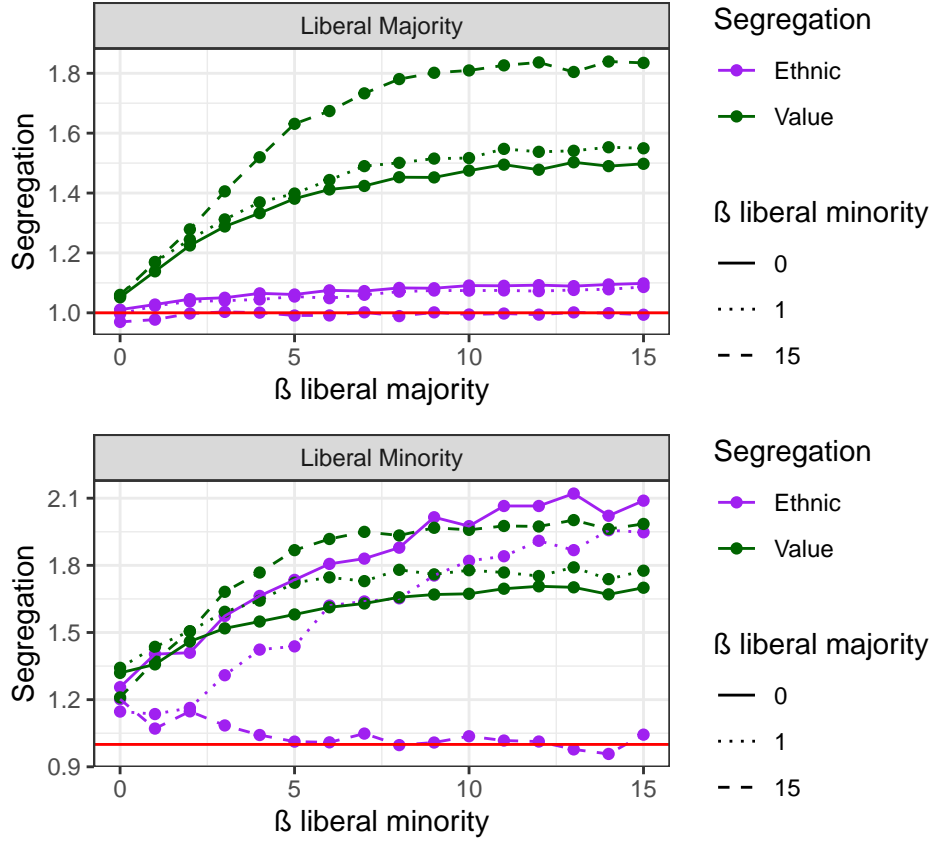 Liberal Majority
1.8
1.6
1.4
1.2
1.0
Segregation
0 5 10 15
ß liberal majority
Segregation
Ethnic
Value
ß liberal minority
0
1
15
Liberal Minority
2.1
1.8
1.5
1.2
0.9
Segregation
0 5 10 15
ß liberal minority
Segregation
Ethnic
Value
ß liberal majority
0
1
15